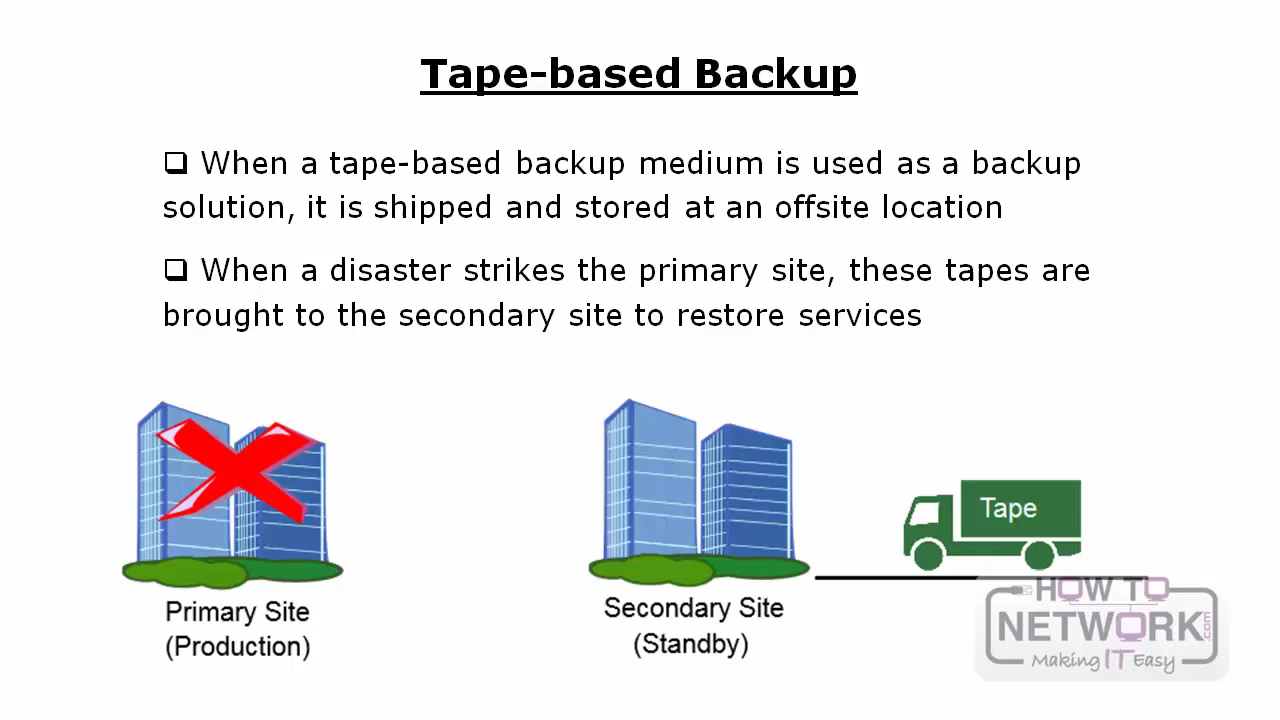 Tape-based Backup
❑ When a tape-based backup medium is used as a backup
solution, it is shipped and stored at an offsite location
❑ When a disaster strikes the primary site, these tapes are
brought to the secondary site to restore services
Tape
Primary Site
(Production)
Secondary Site
(Standby)
HOW TO
NETWORK.com
Making IT Easy